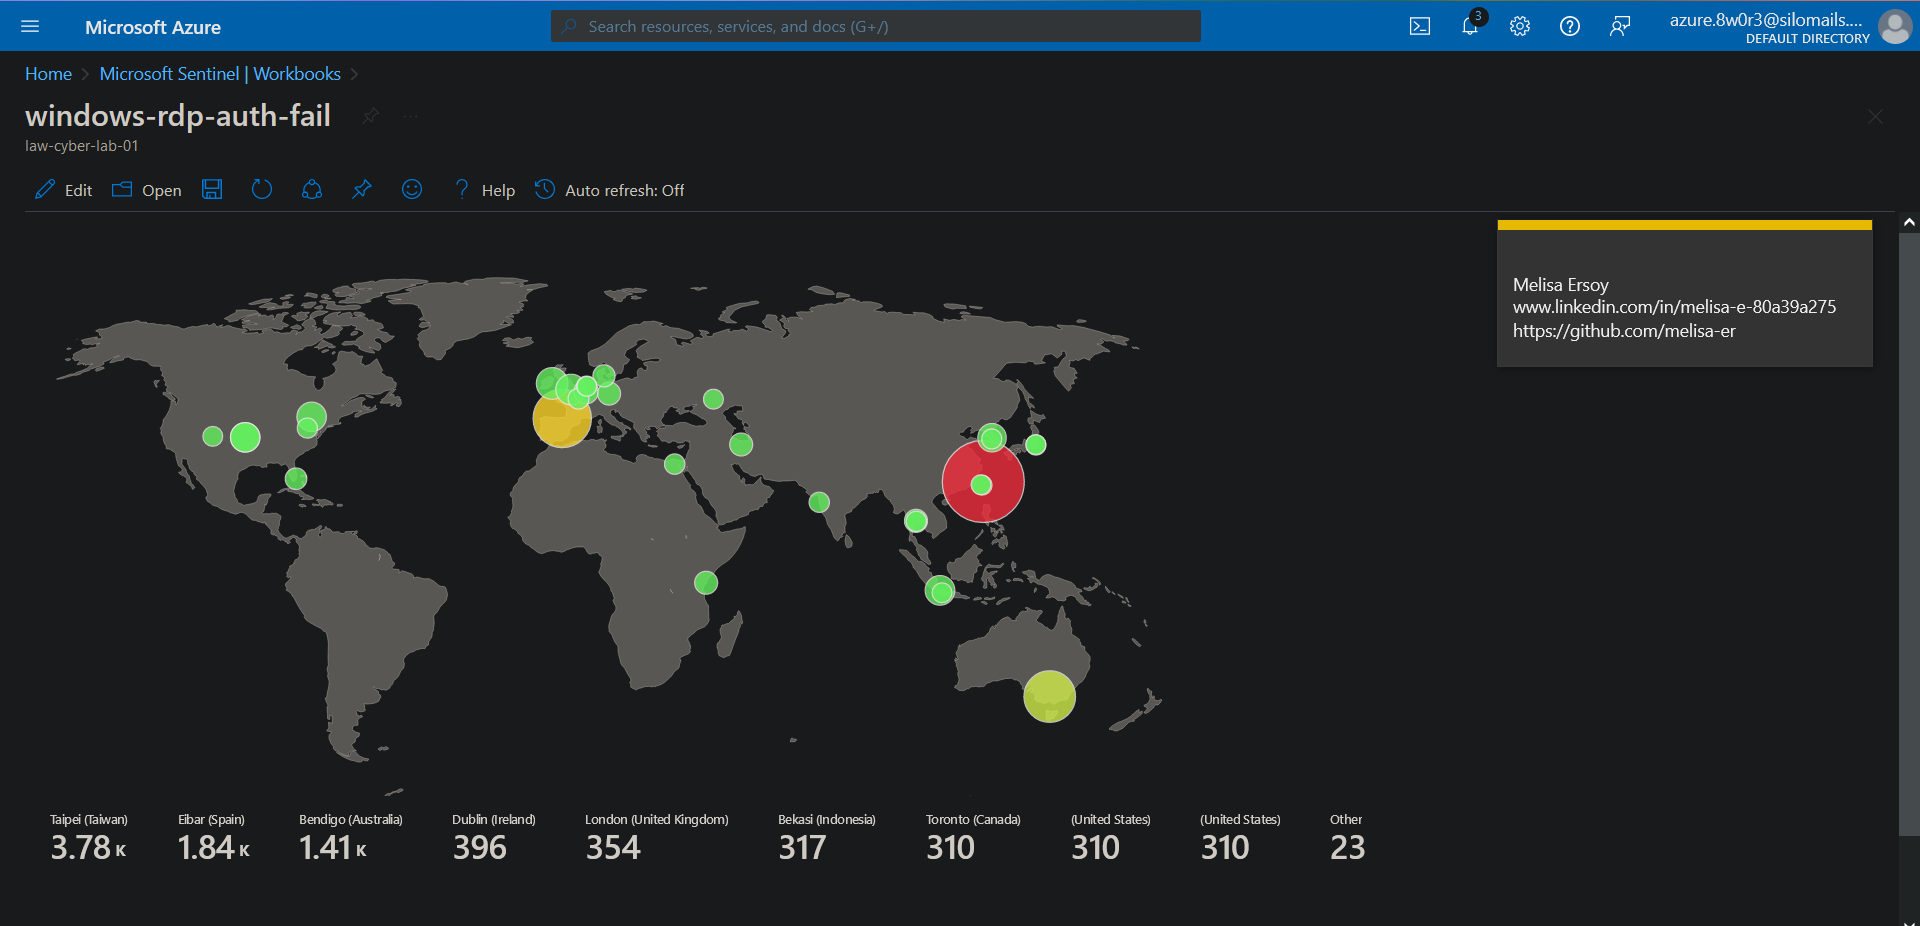 Microsoft Azure
Search resources, services, and docs (G+/)
3
azure.8w0r3@silomails....
DEFAULT DIRECTORY
Home > Microsoft Sentinel | Workbooks >
windows-rdp-auth-fail
...
law-cyber-lab-01
Edit
Open
Help
Auto refresh: Off
Melisa Ersoy
www.linkedin.com/in/melisa-e-80a39a275
https://github.com/melisa-er
Taipei (Taiwan)
3.78 K
Eibar (Spain)
1.84 K
Bendigo (Australia)
1.41 K
Dublin (Ireland)
396
London (United Kingdom)
354
Bekasi (Indonesia)
317
Toronto (Canada)
310
(United States)
310
(United States)
310
Other
23